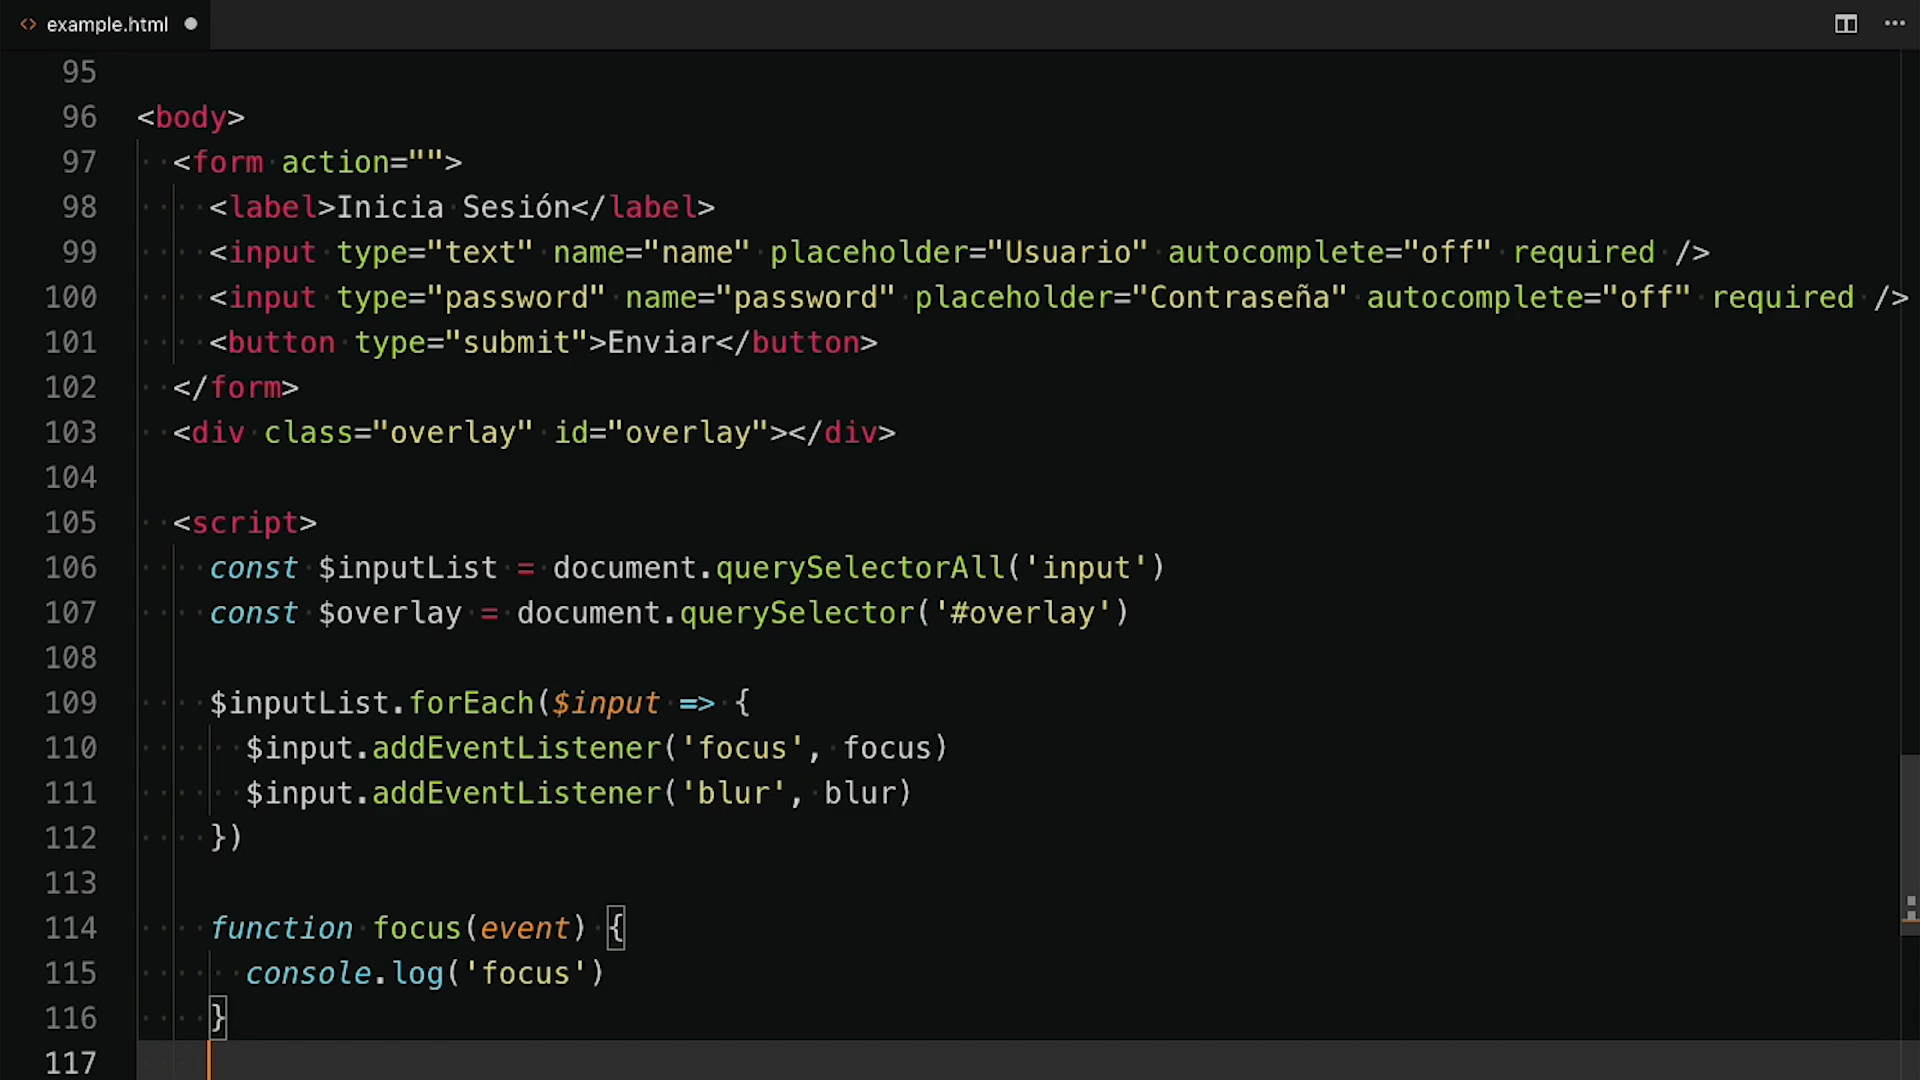 <> example.html ●
95
96 <body>
97   <form action="">
98     <label>Inicia Sesión</label>
99     <input type="text" name="name" placeholder="Usuario" autocomplete="off" required />
100     <input type="password" name="password" placeholder="Contraseña" autocomplete="off" required />
101     <button type="submit">Enviar</button>
102   </form>
103   <div class="overlay" id="overlay"></div>
104
105   <script>
106     const $inputList = document.querySelectorAll('input')
107     const $overlay = document.querySelector('#overlay')
108
109     $inputList.forEach($input => {
110       $input.addEventListener('focus', focus)
111       $input.addEventListener('blur', blur)
112     })
113
114     function focus(event) {
115       console.log('focus')
116     }
117